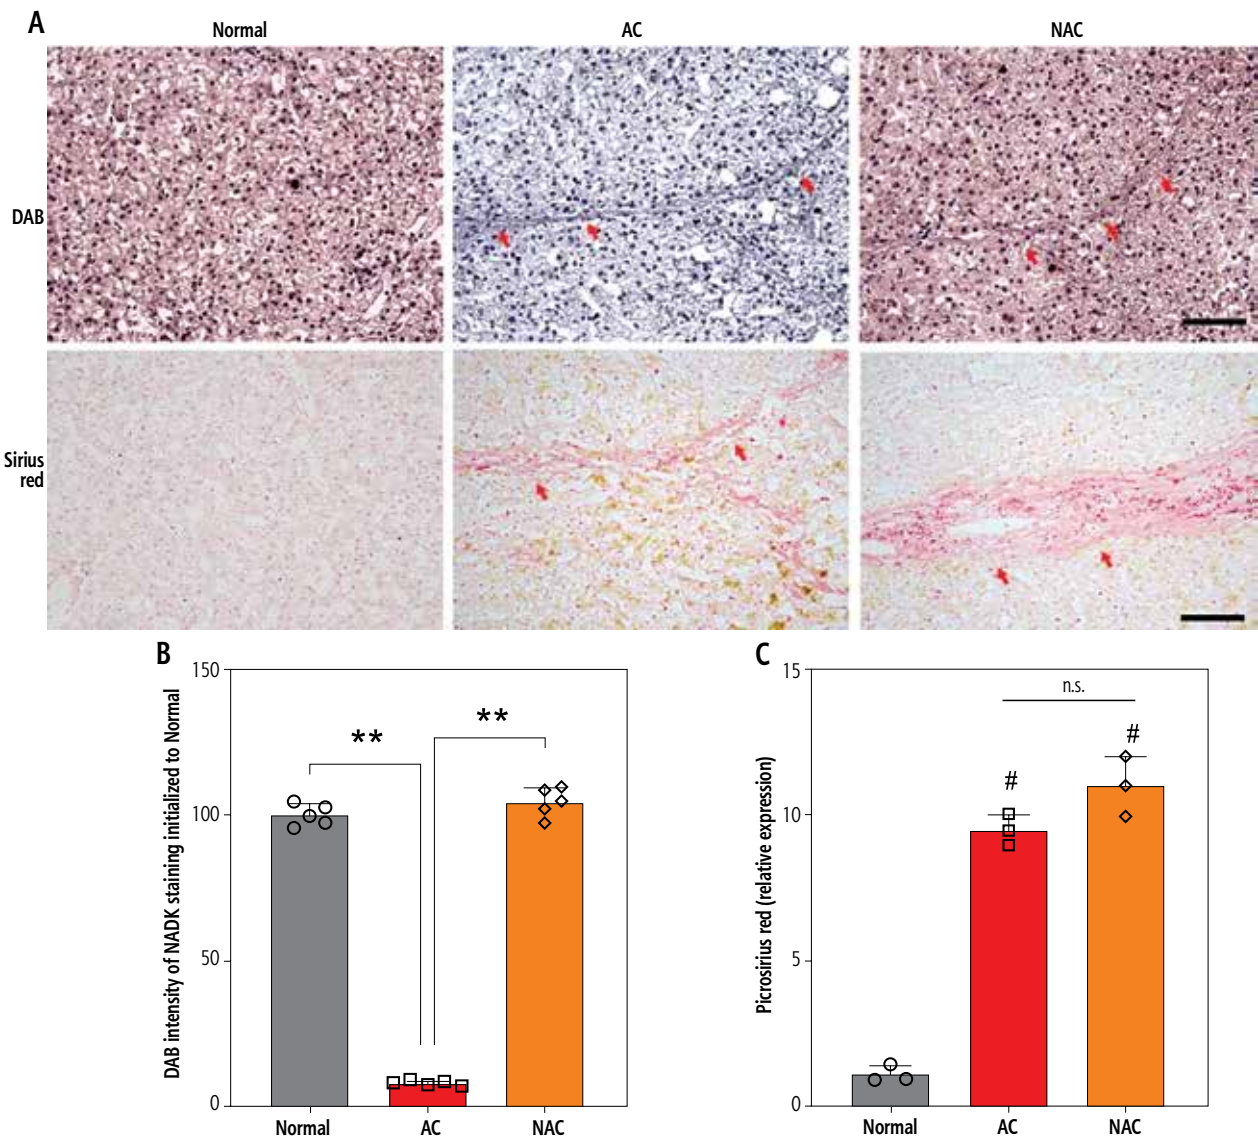 A
Normal
AC
NAC
DAB
Sirius
red
B
DAB intensity of NADK staining initialized to Normal
150
100
50
0
**
**
Normal
AC
NAC
C
Picrosirius red (relative expression)
15
10
5
0
n.s.
#
#
Normal
AC
NAC